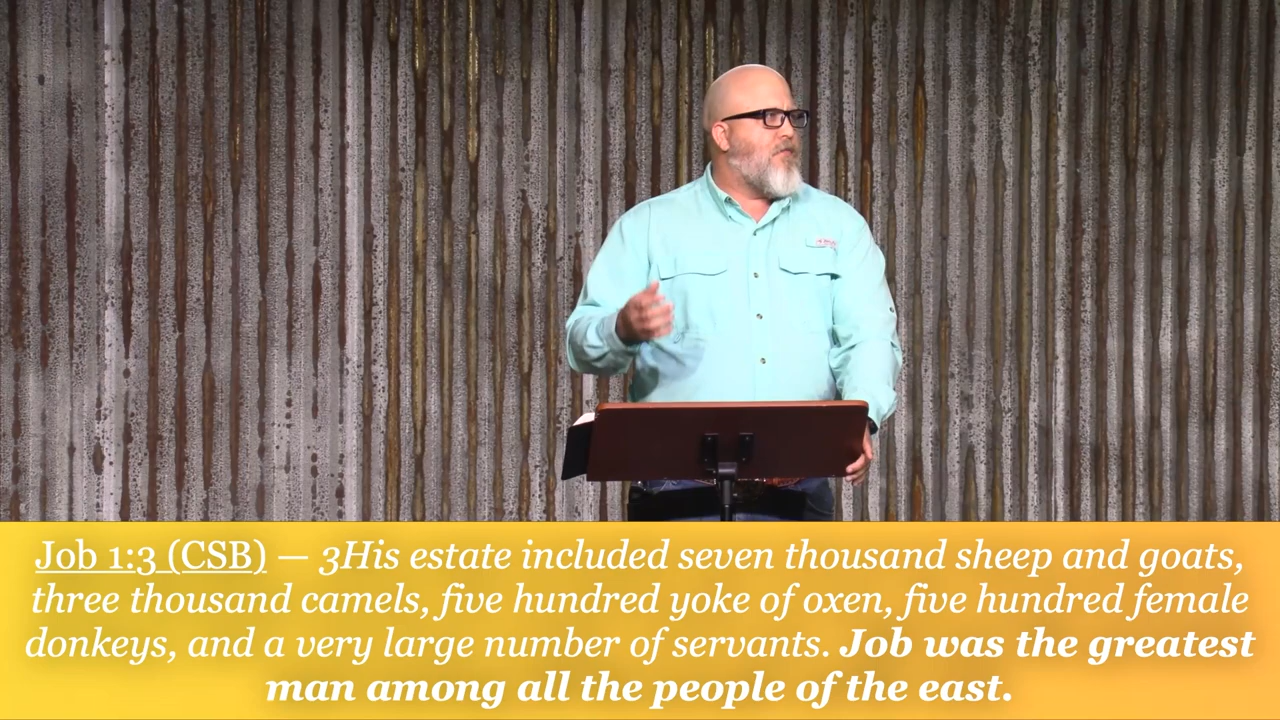 Job 1:3 (CSB) — 3His estate included seven thousand sheep and goats,
three thousand camels, five hundred yoke of oxen, five hundred female
donkeys, and a very large number of servants. Job was the greatest
man among all the people of the east.